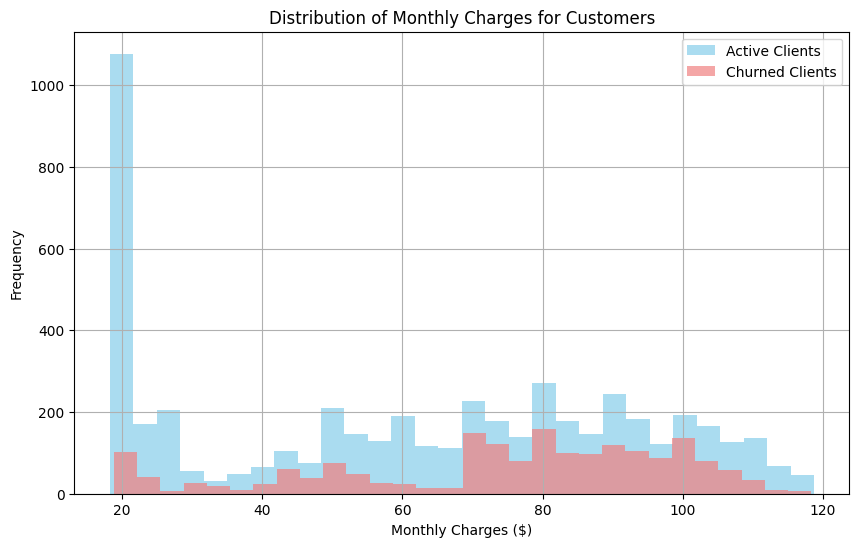 Distribution of Monthly Charges for Customers
Active Clients
Churned Clients
1000
800
600
400
200
0
Frequency
20 40 60 80 100 120
Monthly Charges ($)